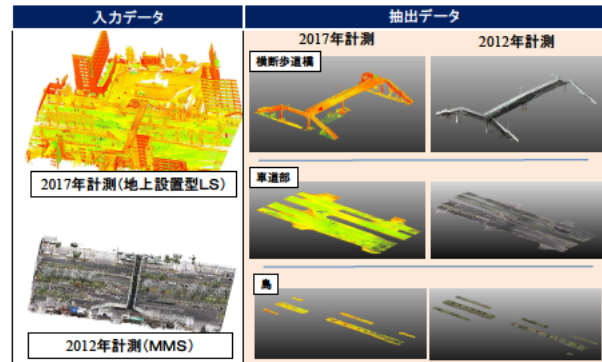 入力データ
抽出データ
2017年計測
2012年計測
横断歩道橋
2017年計測(地上設置型LS)
車道部
島
2012年計測(MMS)